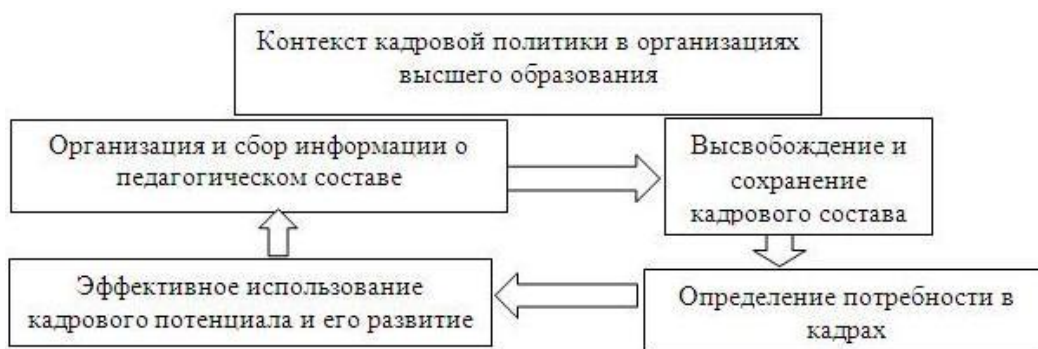 Контекст кадровой политики в организациях
высшего образования
Организация и сбор информации о
педагогическом составе
Высвобождение и
сохранение
кадрового состава
Эффективное использование
кадрового потенциала и его развитие
Определение потребности в
кадрах